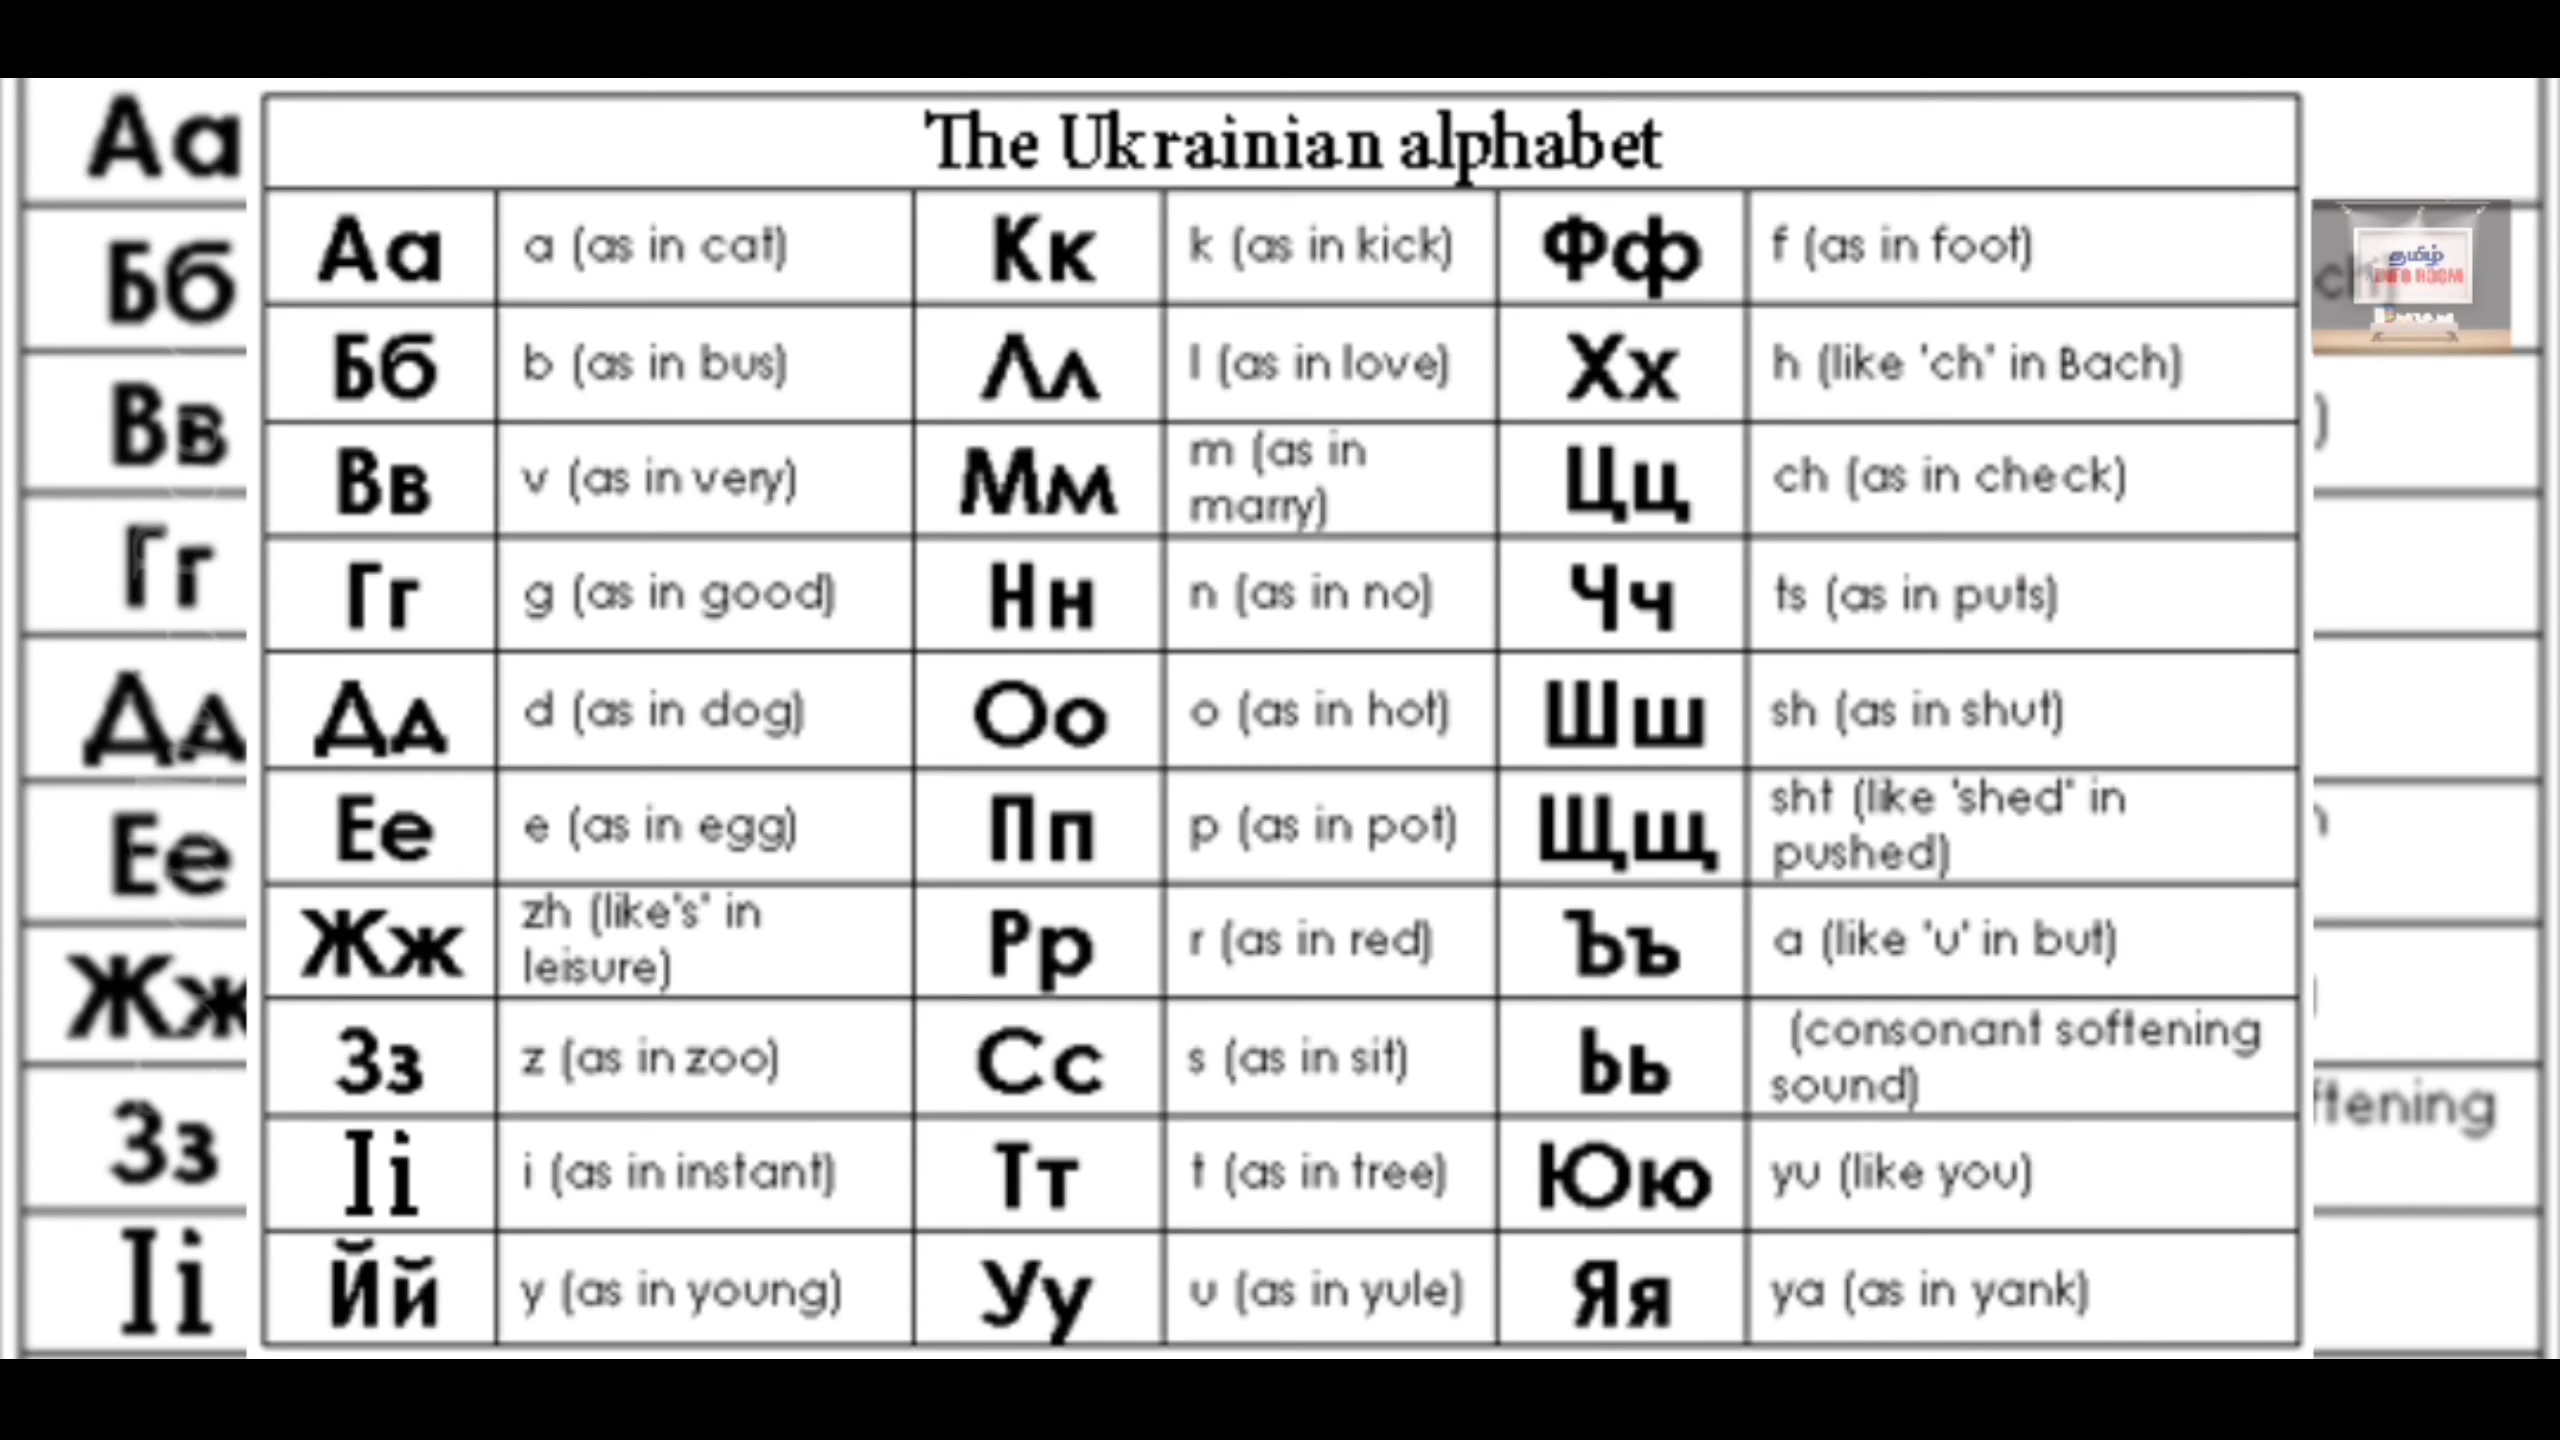 The Ukrainian alphabet
Аа a (as in cat) Кк k (as in kick) Фф f (as in foot)
Бб b (as in bus) Лл l (as in love) Хх h (like 'ch' in Bach)
Вв v (as in very) Мм m (as in marry) Цц ch (as in check)
Гг g (as in good) Нн n (as in no) Чч ts (as in puts)
Дд d (as in dog) Оо o (as in hot) Шш sh (as in shut)
Ее e (as in egg) Пп p (as in pot) Щщ sht (like 'shed' in pushed)
Жж zh (like's' in leisure) Рр r (as in red) Ъъ a (like 'u' in but)
Зз z (as in zoo) Сс s (as in sit) Ьь (consonant softening sound)
Іі i (as in instant) Тт t (as in tree) Юю yu (like you)
Йй y (as in young) Уу u (as in yule) Яя ya (as in yank)
Аа
Бб
Вв
Гг
Дд
Ее
Жж
Зз
Іі
ftening
தமிழ்
INFO ROOM